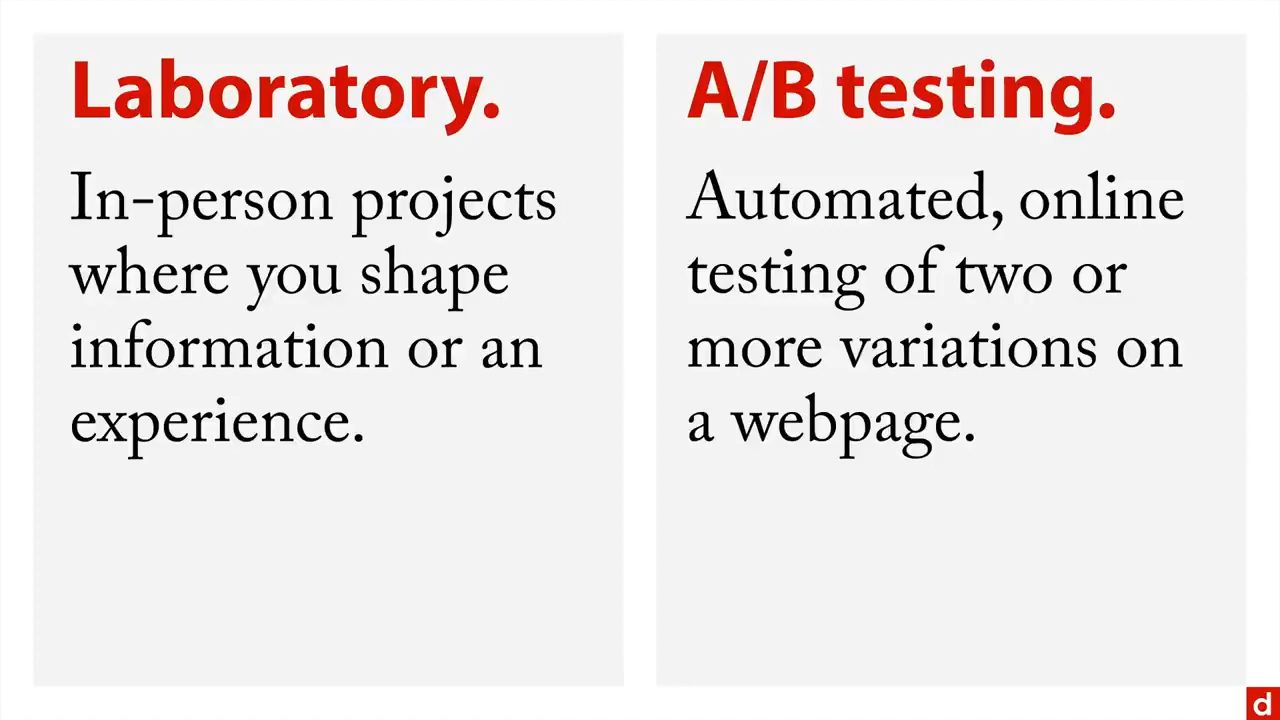 Laboratory.
In-person projects
where you shape
information or an
experience.
A/B testing.
Automated, online
testing of two or
more variations on
a webpage.
d